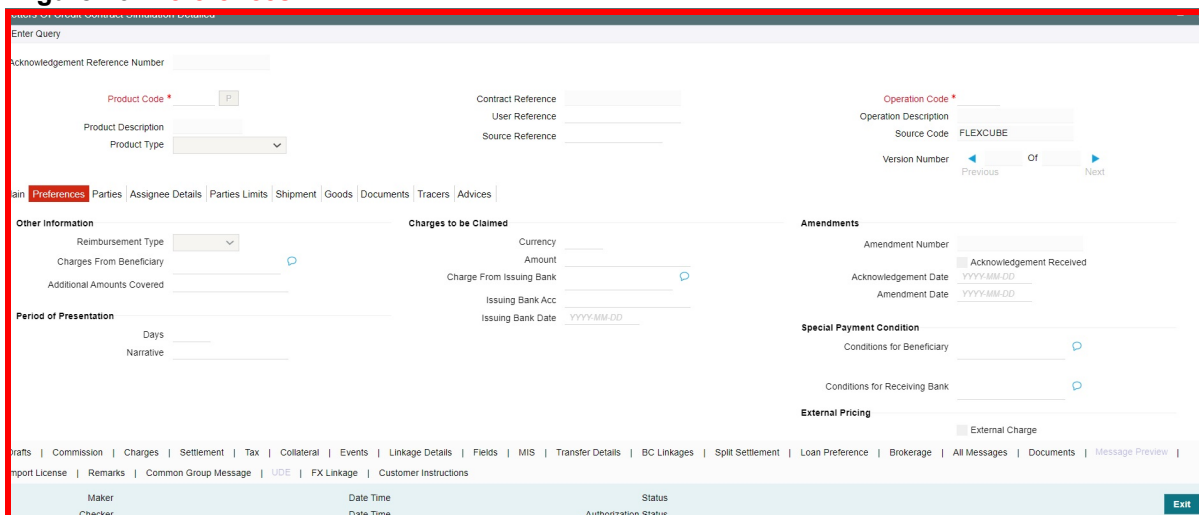 Letters Of Credit Contract Simulation Detailed
Enter Query
Acknowledgement Reference Number
Product Code * P
Product Description
Product Type
Contract Reference
User Reference
Source Reference
Operation Code *
Operation Description
Source Code FLEXCUBE
Version Number Of
Previous Next
ain Preferences Parties Assignee Details Parties Limits Shipment Goods Documents Tracers Advices
Other Information
Reimbursement Type
Charges From Beneficiary
Additional Amounts Covered
Period of Presentation
Days
Narrative
Charges to be Claimed
Currency
Amount
Charge From Issuing Bank
Issuing Bank Acc
Issuing Bank Date YYYY-MM-DD
Amendments
Amendment Number
Acknowledgement Received
Acknowledgement Date YYYY-MM-DD
Amendment Date YYYY-MM-DD
Special Payment Condition
Conditions for Beneficiary
Conditions for Receiving Bank
External Pricing
External Charge
Drafts | Commission | Charges | Settlement | Tax | Collateral | Events | Linkage Details | Fields | MIS | Transfer Details | BC Linkages | Split Settlement | Loan Preference | Brokerage | All Messages | Documents | Message Preview |
Import License | Remarks | Common Group Message | UDE | FX Linkage | Customer Instructions
Maker Date Time Status
Checker Date Time Authorization Status
Exit